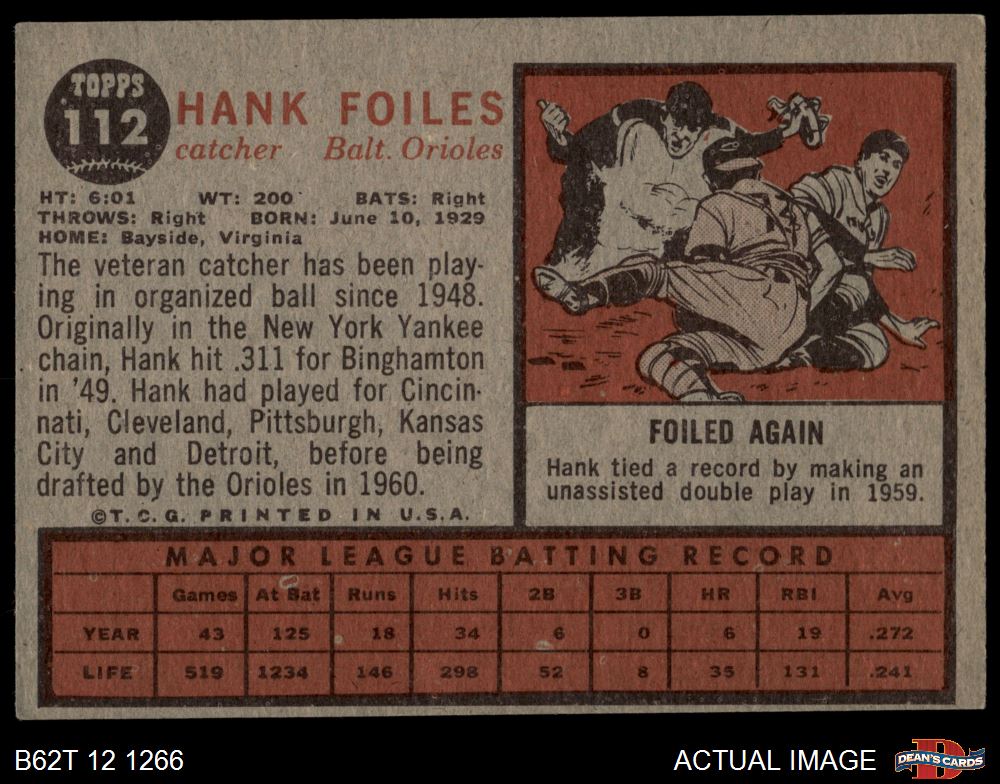 TOPPS
112
HANK FOILES
catcher Balt. Orioles
HT: 6:01 WT: 200 BATS: Right
THROWS: Right BORN: June 10, 1929
HOME: Bayside, Virginia
The veteran catcher has been play-
ing in organized ball since 1948.
Originally in the New York Yankee
chain, Hank hit .311 for Binghamton
in '49. Hank had played for Cincin-
nati, Cleveland, Pittsburgh, Kansas
City and Detroit, before being
drafted by the Orioles in 1960.
©T. C. G. PRINTED IN U.S.A.
FOILED AGAIN
Hank tied a record by making an
unassisted double play in 1959.
MAJOR LEAGUE BATTING RECORD
Games At Bat Runs Hits 2B 3B HR RBI Avg
YEAR 43 125 18 34 6 0 6 19 .272
LIFE 519 1234 146 298 52 8 35 131 .241
B62T 12 1266
ACTUAL IMAGE
DEAN'S CARDS